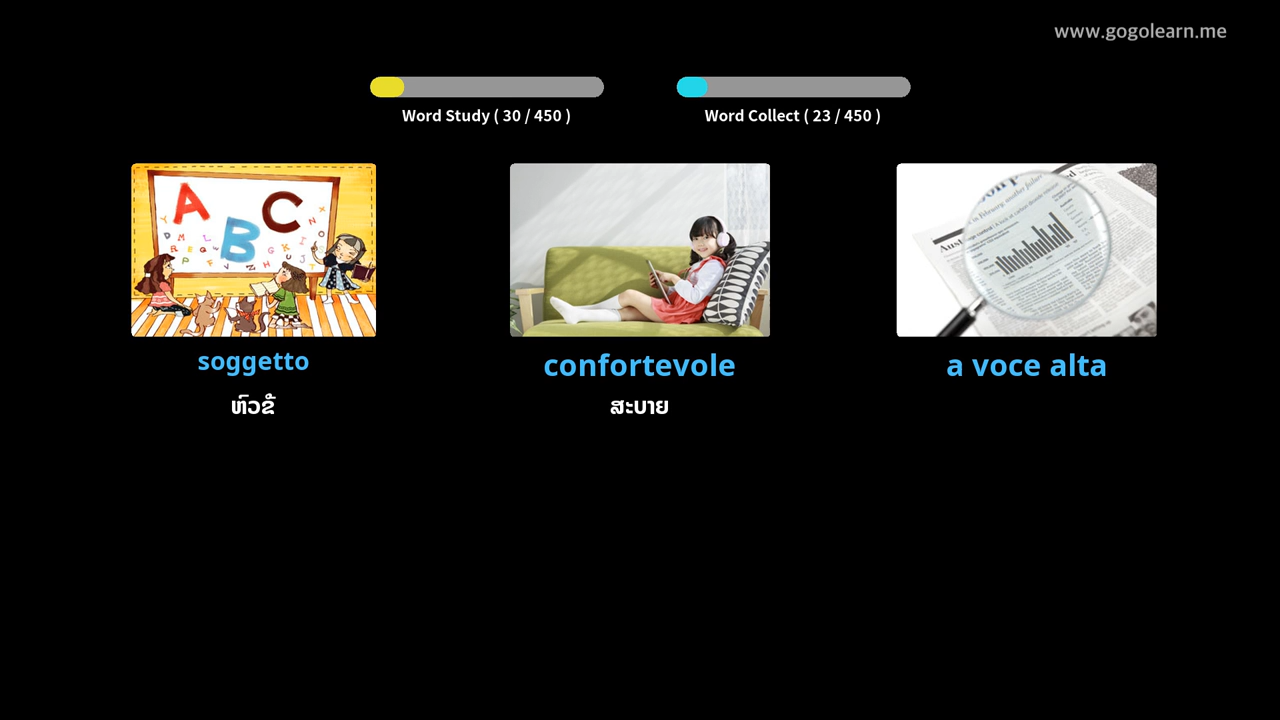 www.gogolearn.me
Word Study ( 30 / 450 )
Word Collect ( 23 / 450 )
A B C
soggetto
confortevole
a voce alta
ຫົວຂໍ້
ສະບາຍ